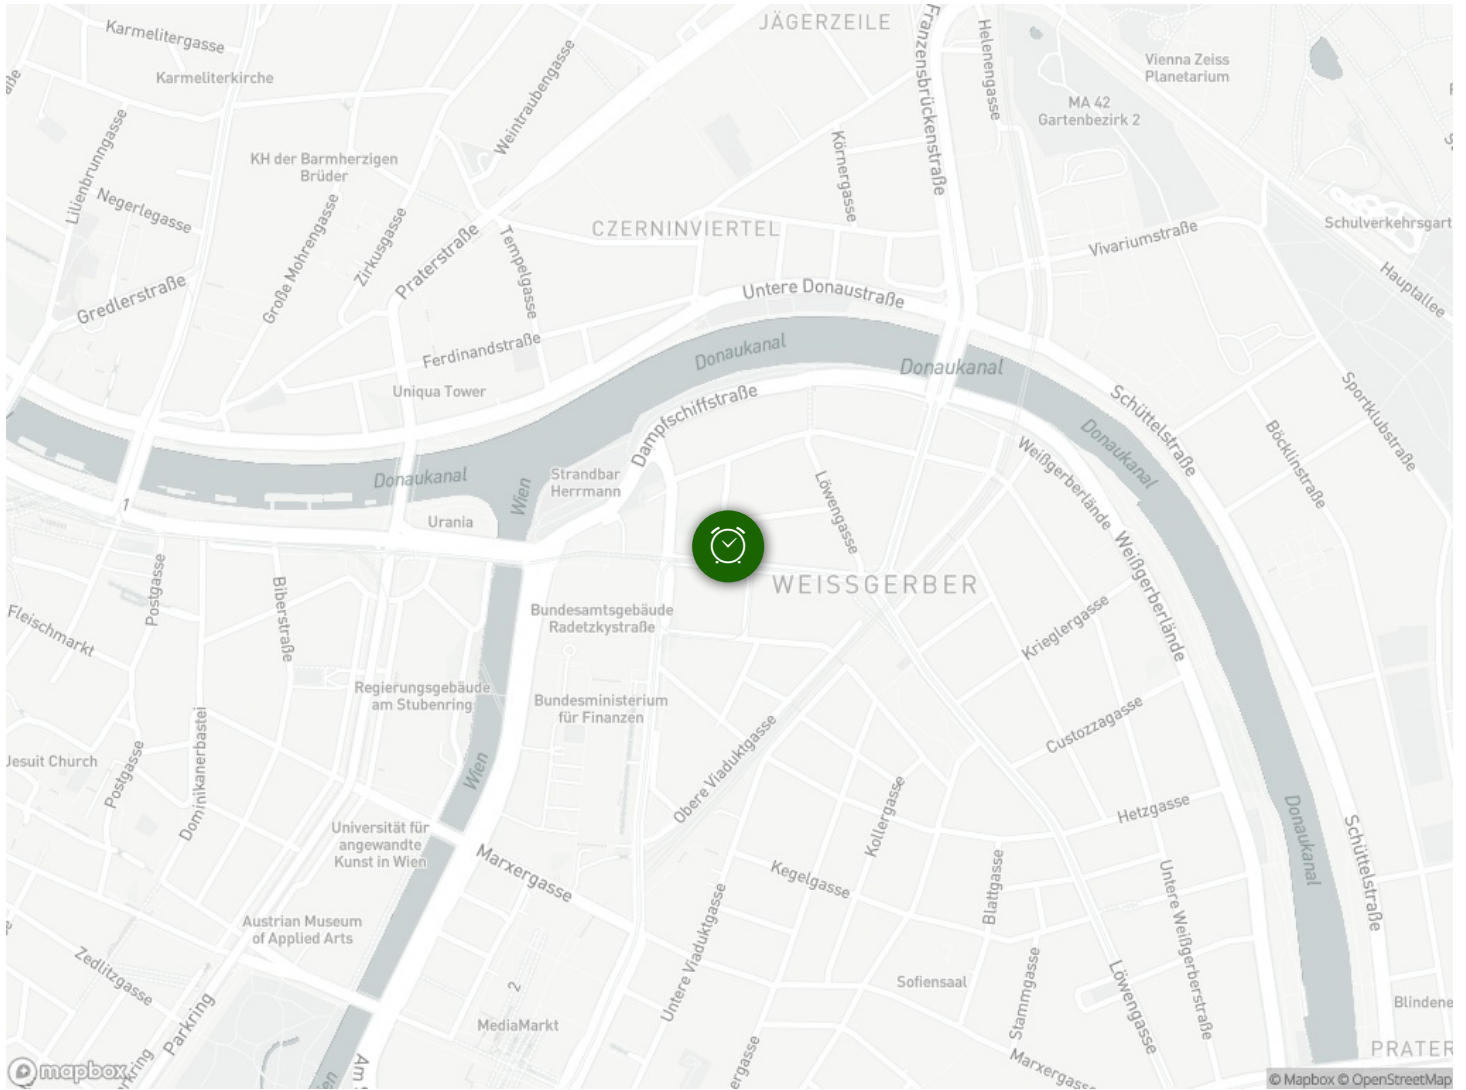 JÄGERZEILE
Karmelitergasse
Karmeliterkirche
Weintraubengasse
Franzensbrückenstraße
Helenengasse
Vienna Zeiss
Planetarium
MA 42
Gartenbezirk 2
Lilienbrunngasse
KH der Barmherzigen
Brüder
Körnergasse
Negerlegasse
Große Mohrengasse
Zirkusgasse
Praterstraße
Tempelgasse
CZERNINVIERTEL
Vivariumstraße
Schulverkehrsgart
Hauptallee
Gredlerstraße
Untere Donaustraße
Ferdinandstraße
Donaukanal
Donaukanal
Uniqua Tower
Dampfschiffstraße
Schüttelstraße
Sportklubstraße
Böcklinstraße
Donaukanal
Strandbar
Herrmann
Donaukanal
Wien
Urania
1
Löwengasse
Weißgerberlände
Weißgerberlände
WEISSGERBER
Postgasse
Biberstraße
Fleischmarkt
Bundesamtsgebäude
Radetzkystraße
Krieglergasse
Regierungsgebäude
am Stubenring
Bundesministerium
für Finanzen
Custozzagasse
Jesuit Church
Postgasse
Dominikanerbastei
Wien
Obere Viaduktgasse
Kollergasse
Hetzgasse
Donaukanal
Schüttelstraße
Universität für
angewandte
Kunst in Wien
Marxergasse
Kegelgasse
Blattgasse
Untere Weißgerberstraße
Austrian Museum
of Applied Arts
Zedlitzgasse
Parkring
Untere Viaduktgasse
Sofiensaal
Stammgasse
Löwengasse
2
MediaMarkt
Blindene
PRATER
Marxergasse
Am
mapbox
© Mapbox © OpenStreetMap